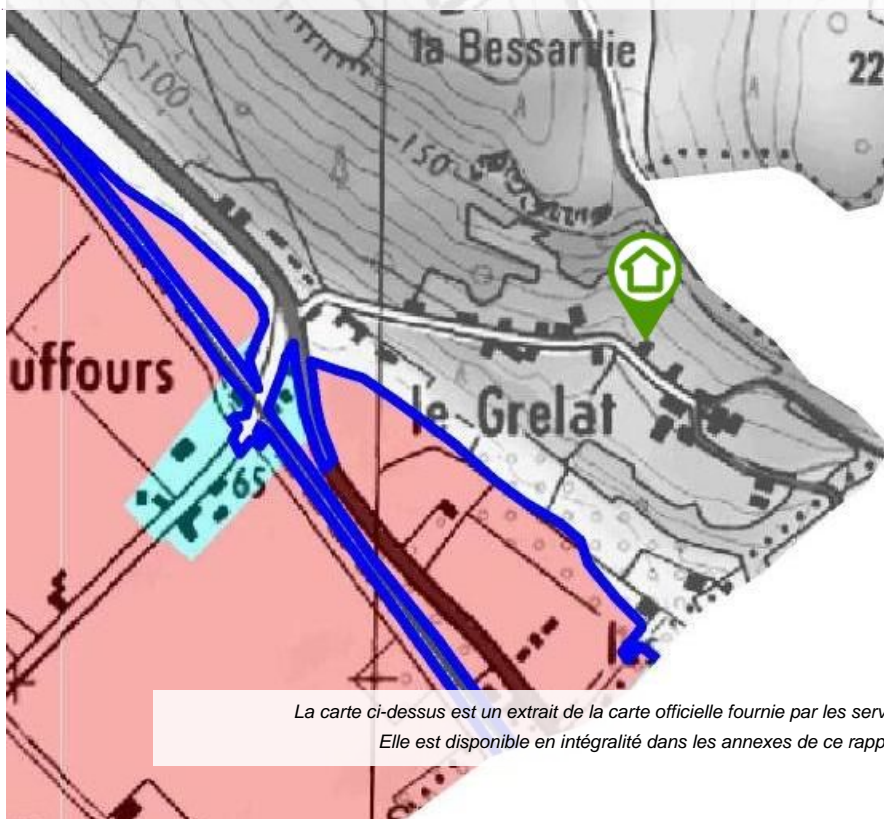 la Bessardie
22
100
150
uffours
le Grelat
65
La carte ci-dessus est un extrait de la carte officielle fournie par les serv
Elle est disponible en intégralité dans les annexes de ce rapp